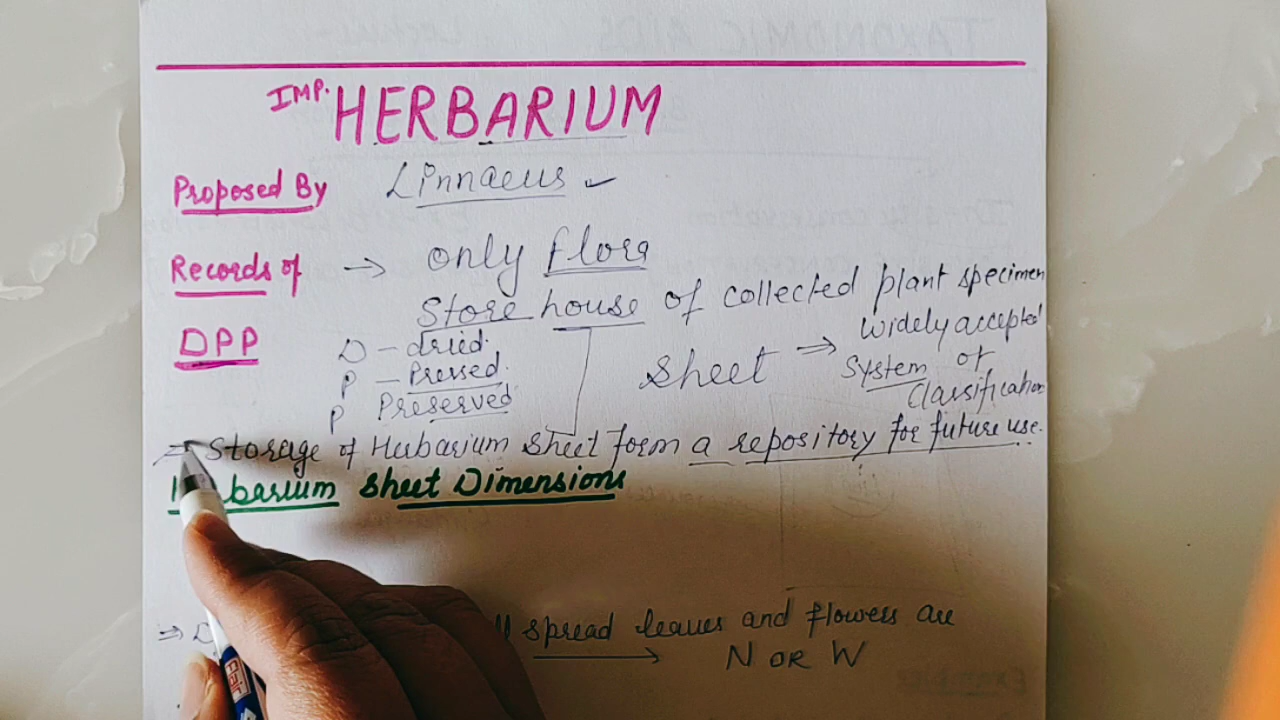 IMP. HERBARIUM
Proposed By Linnaeus ✓
Records of → only flora
Store house of collected plant specimen
DPP
D - dried.
P - Pressed.
P Preserved
Sheet ⇒ widely accepted
System of
Classification
⇒ Storage of Herbarium sheet form a repository for future use.
barium sheet Dimensions
⇒ spread leaves and flowers are
N OR W
Flair